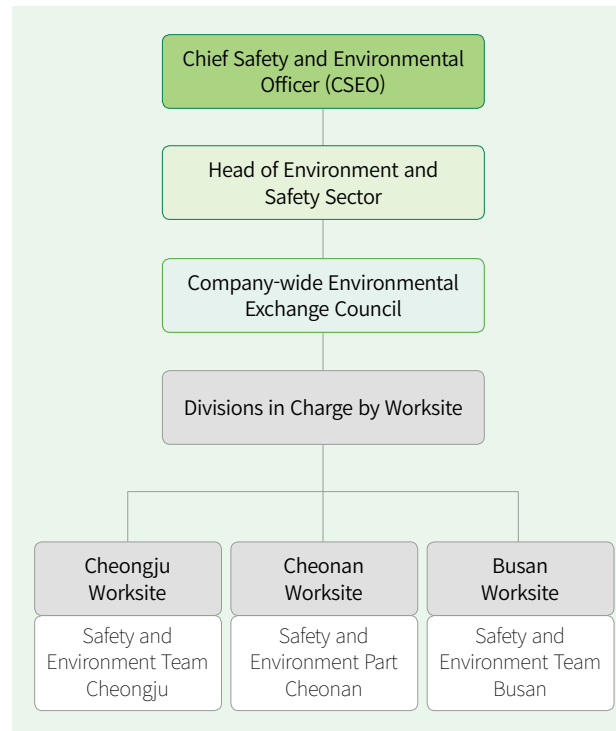 Chief Safety and Environmental
Officer (CSEO)
Head of Environment and
Safety Sector
Company-wide Environmental
Exchange Council
Divisions in Charge by Worksite
Cheongju
Worksite
Safety and
Environment Team
Cheongju
Cheonan
Worksite
Safety and
Environment Part
Cheonan
Busan
Worksite
Safety and
Environment Team
Busan